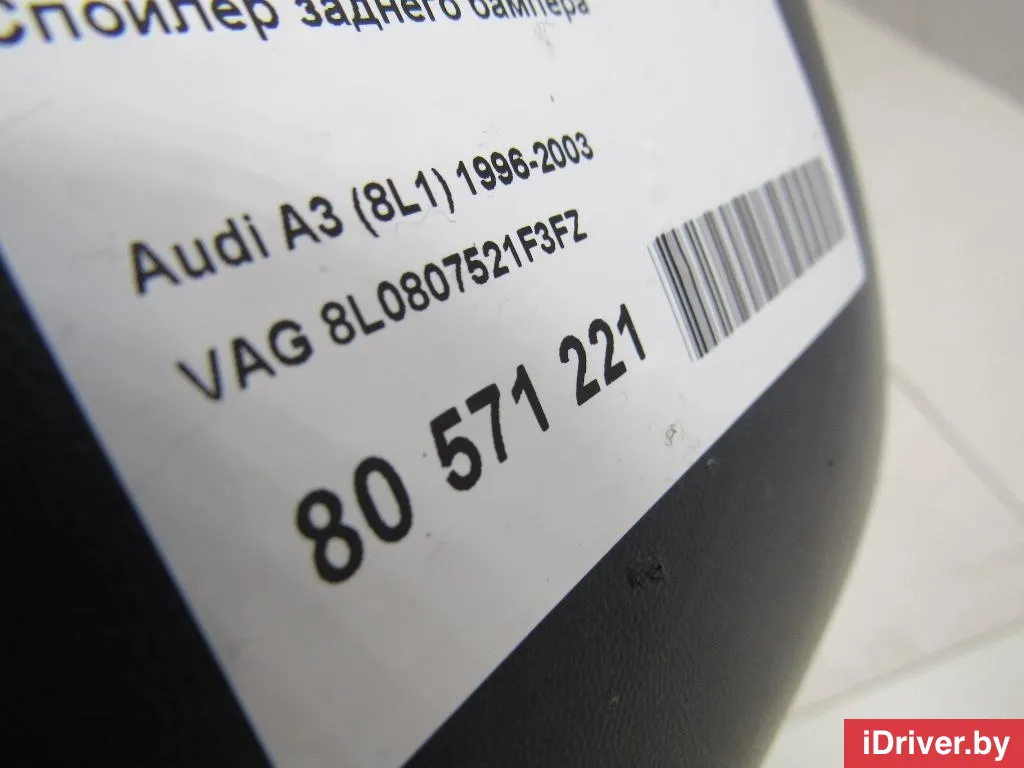 Спойлер заднего бампера
Audi A3 (8L1) 1996-2003
VAG 8L0807521F3FZ
80 571 221
iDriver.by